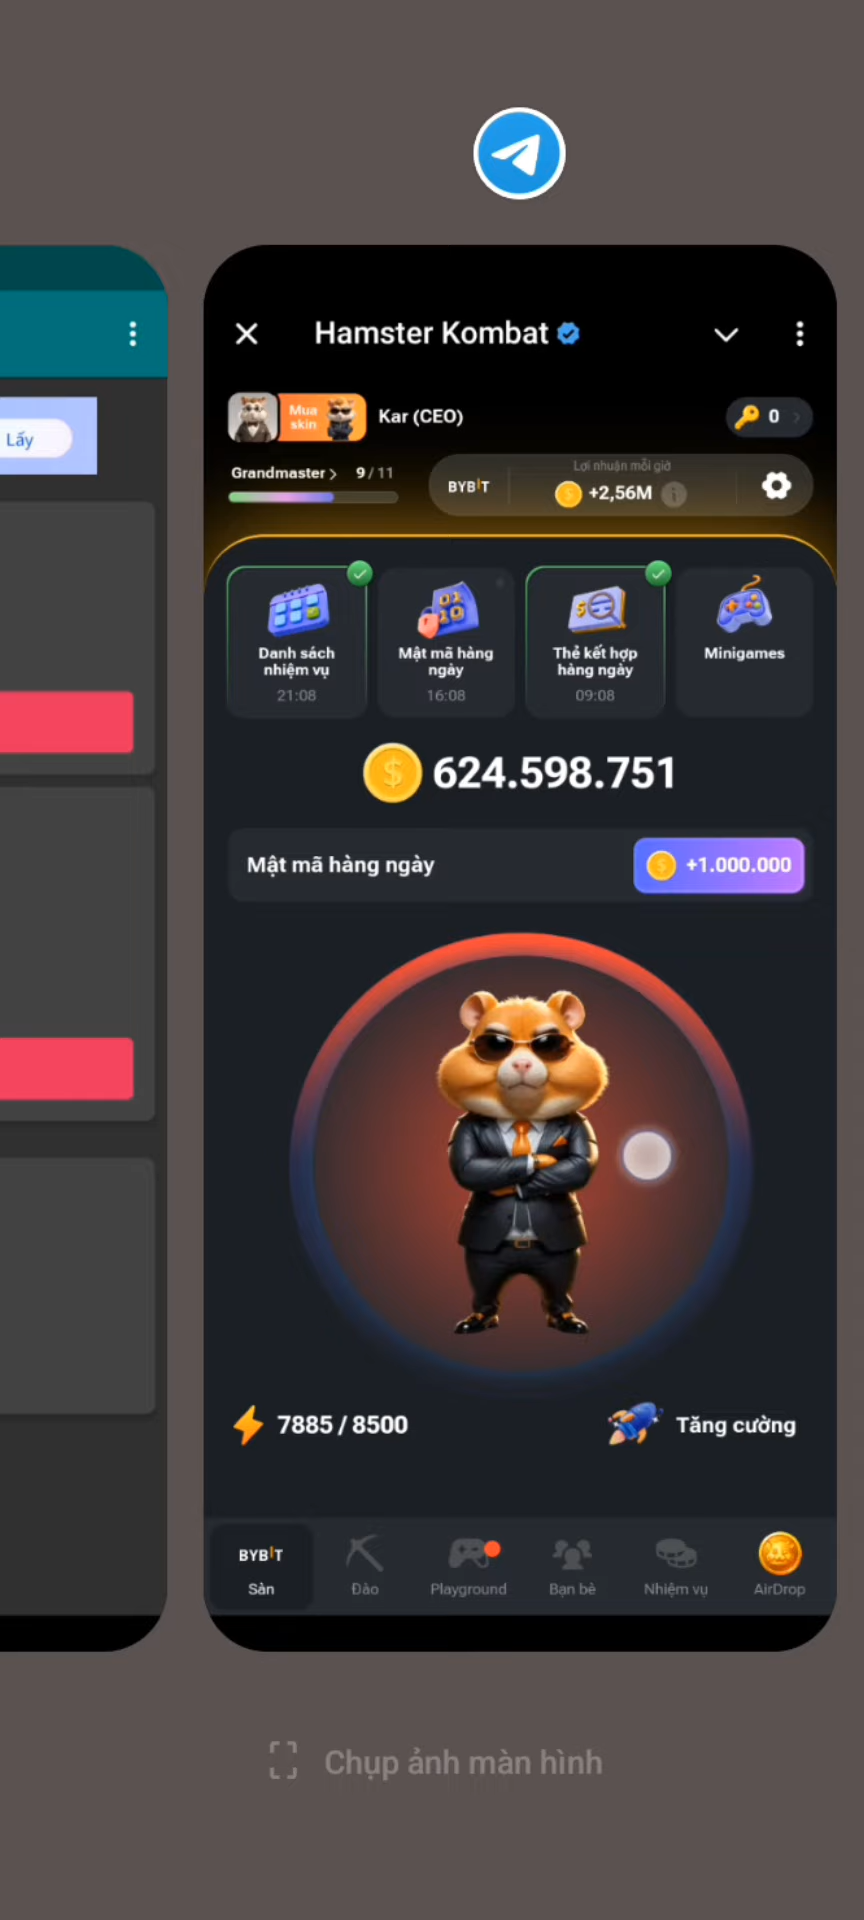 Lấy
Hamster Kombat
Mua
skin
Kar (CEO)
0
Grandmaster
9 / 11
BYBIT
Lợi nhuận mỗi giờ
+2,56M
Danh sách
nhiệm vụ
21:08
Mật mã hàng
ngày
16:08
Thẻ kết hợp
hàng ngày
09:08
Minigames
624.598.751
Mật mã hàng ngày
+1.000.000
7885 / 8500
Tăng cường
BYBIT
Sàn
Đào
Playground
Bạn bè
Nhiệm vụ
AirDrop
Chụp ảnh màn hình